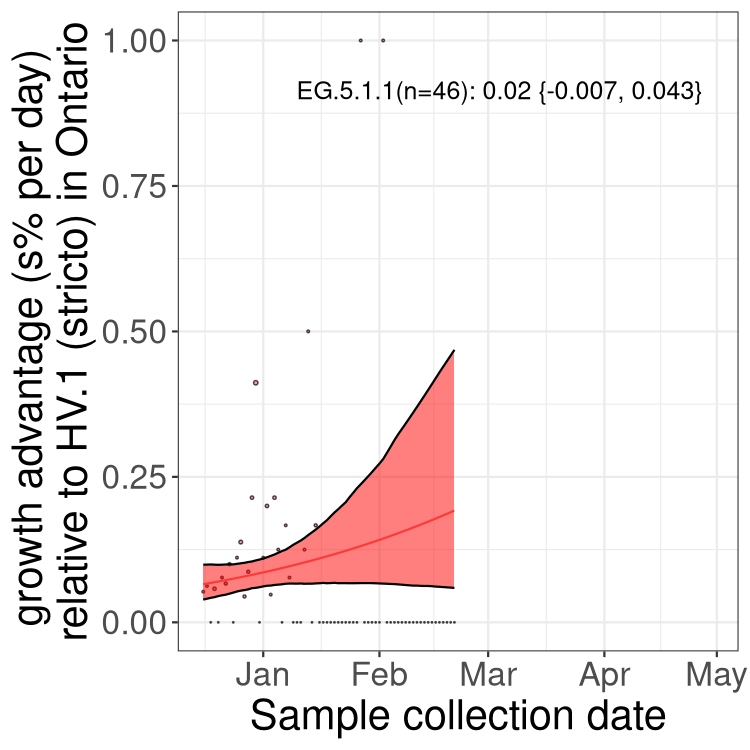 growth advantage (s% per day)
relative to HV.1 (stricto) in Ontario
1.00
0.75
0.50
0.25
0.00
EG.5.1.1(n=46): 0.02 {-0.007, 0.043}
Jan Feb Mar Apr May
Sample collection date